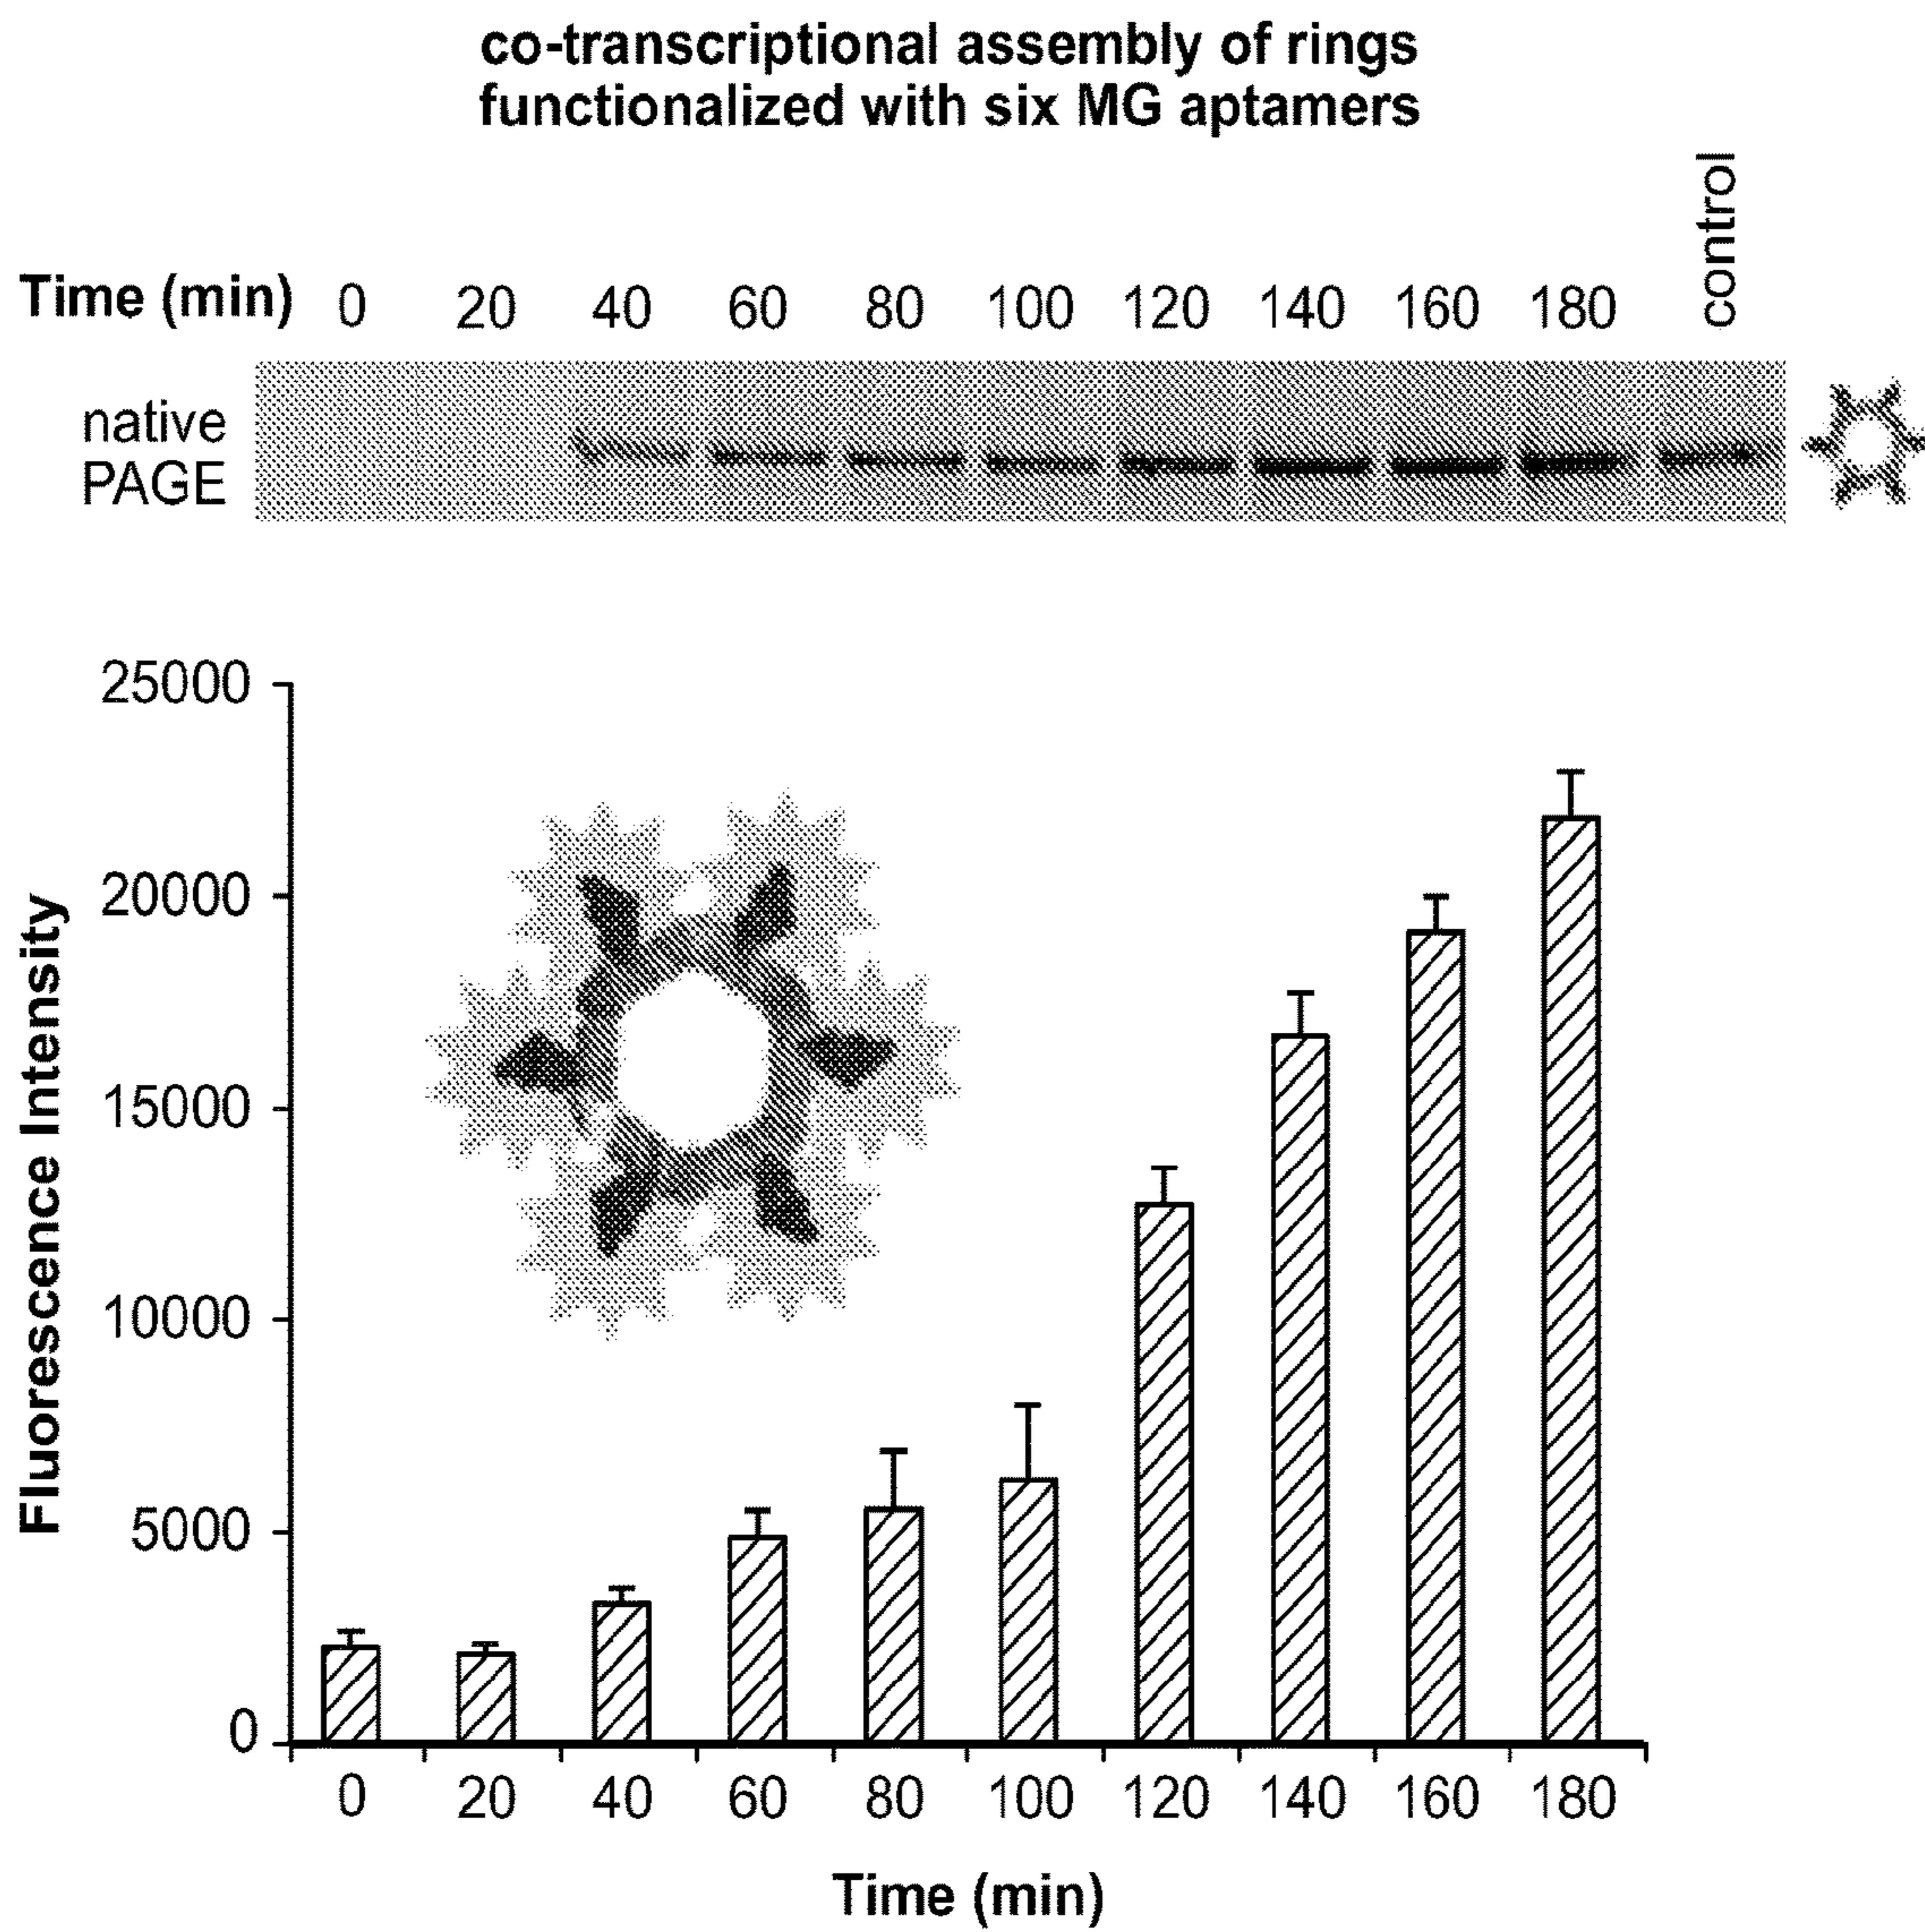 co-transcriptional assembly of rings
functionalized with six MG aptamers
control
Time (min) 0 20 40 60 80 100 120 140 160 180
native
PAGE
25000
20000
15000
10000
5000
0
Fluorescence Intensity
0 20 40 60 80 100 120 140 160 180
Time (min)